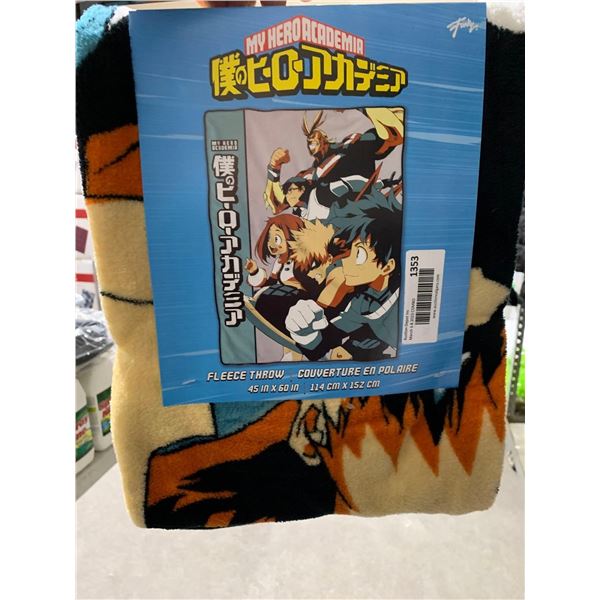 MY HERO ACADEMIA
僕のヒーローアカデミア
MY HERO
ACADEMIA
僕のヒーローアカデミア
1353
FLEECE THROW COUVERTURE EN POLAIRE
45 IN X 60 IN 114 CM X 152 CM